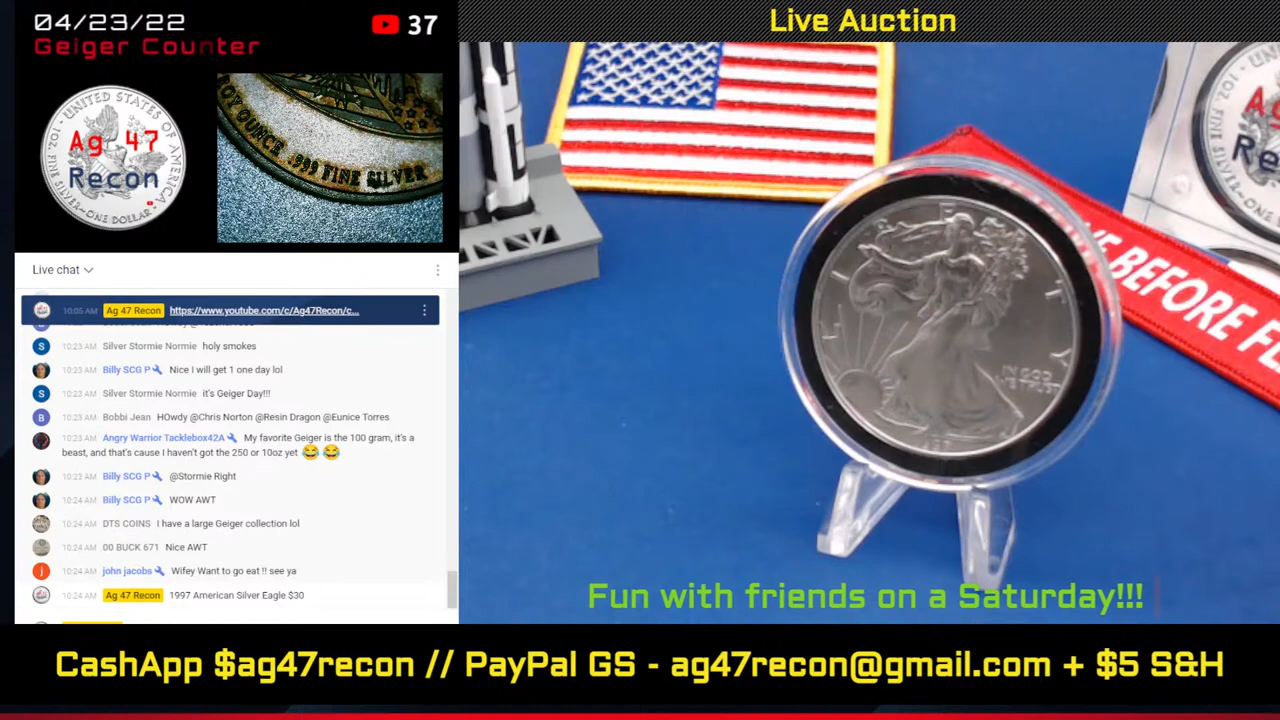 04/23/22
Geiger Counter
37
UNITED STATES OF AMERICA
Ag 47
Recon
1 OZ. FINE SILVER~ONE DOLLAR
OY OUNCE .999 FINE SILVER
Live chat
10:05 AM Ag 47 Recon https://www.youtube.com/c/Ag47Recon/c...
10:23 AM Silver Stormie Normie holy smokes
10:23 AM Billy SCG P Nice I will get 1 one day lol
10:23 AM Silver Stormie Normie it's Geiger Day!!!
10:23 AM Bobbi Jean HOwdy @Chris Norton @Resin Dragon @Eunice Torres
10:23 AM Angry Warrior Tacklebox42A My favorite Geiger is the 100 gram, it's a
beast, and that's cause I haven't got the 250 or 10oz yet 😂 😂
10:23 AM Billy SCG P @Stormie Right
10:24 AM Billy SCG P WOW AWT
10:24 AM DTS COINS I have a large Geiger collection lol
10:24 AM 00 BUCK 671 Nice AWT
10:24 AM john jacobs Wifey Want to go eat !! see ya
10:24 AM Ag 47 Recon 1997 American Silver Eagle $30
Live Auction
LIBERTY
IN GOD
WE TRUST
BEFORE FL
Fun with friends on a Saturday!!!
CashApp $ag47recon // PayPal GS - ag47recon@gmail.com + $5 S&H